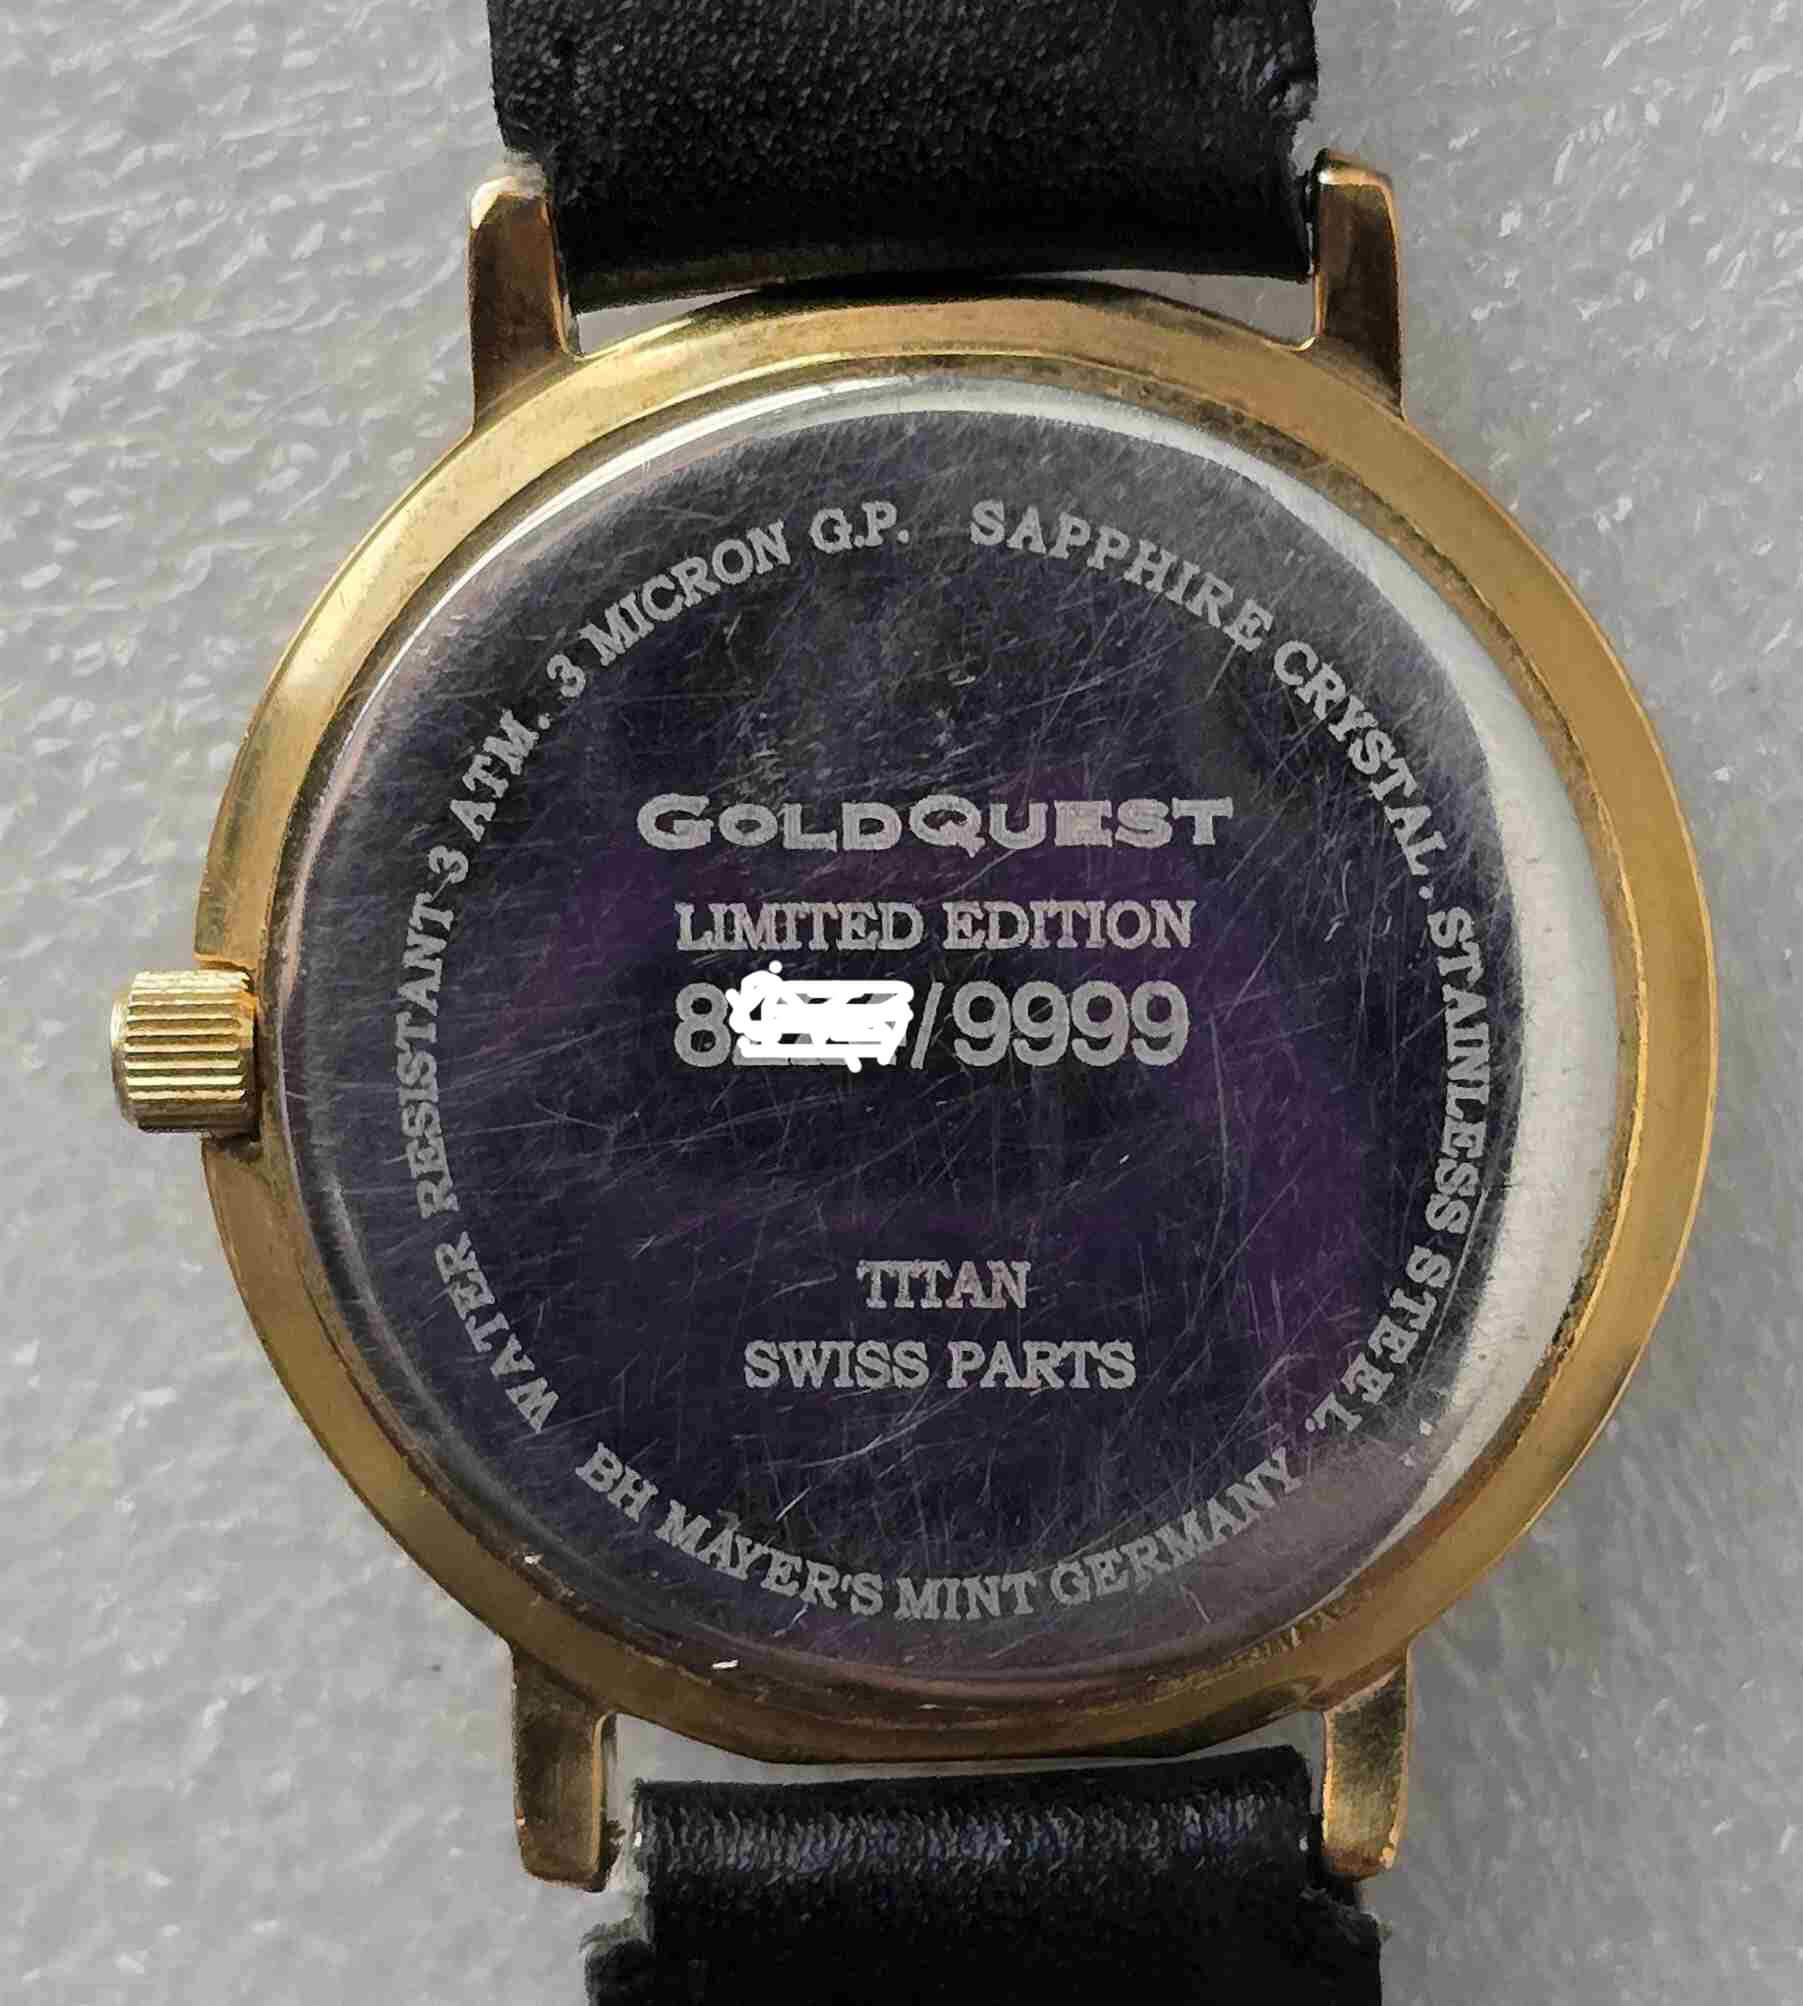 WATER RESISTANT 3 ATM. 3 MICRON G.P. SAPPHIRE CRYSTAL. STAINLESS STEEL.
GOLDQUEST
LIMITED EDITION
8/9999
TITAN
SWISS PARTS
BH MAYER'S MINT GERMANY